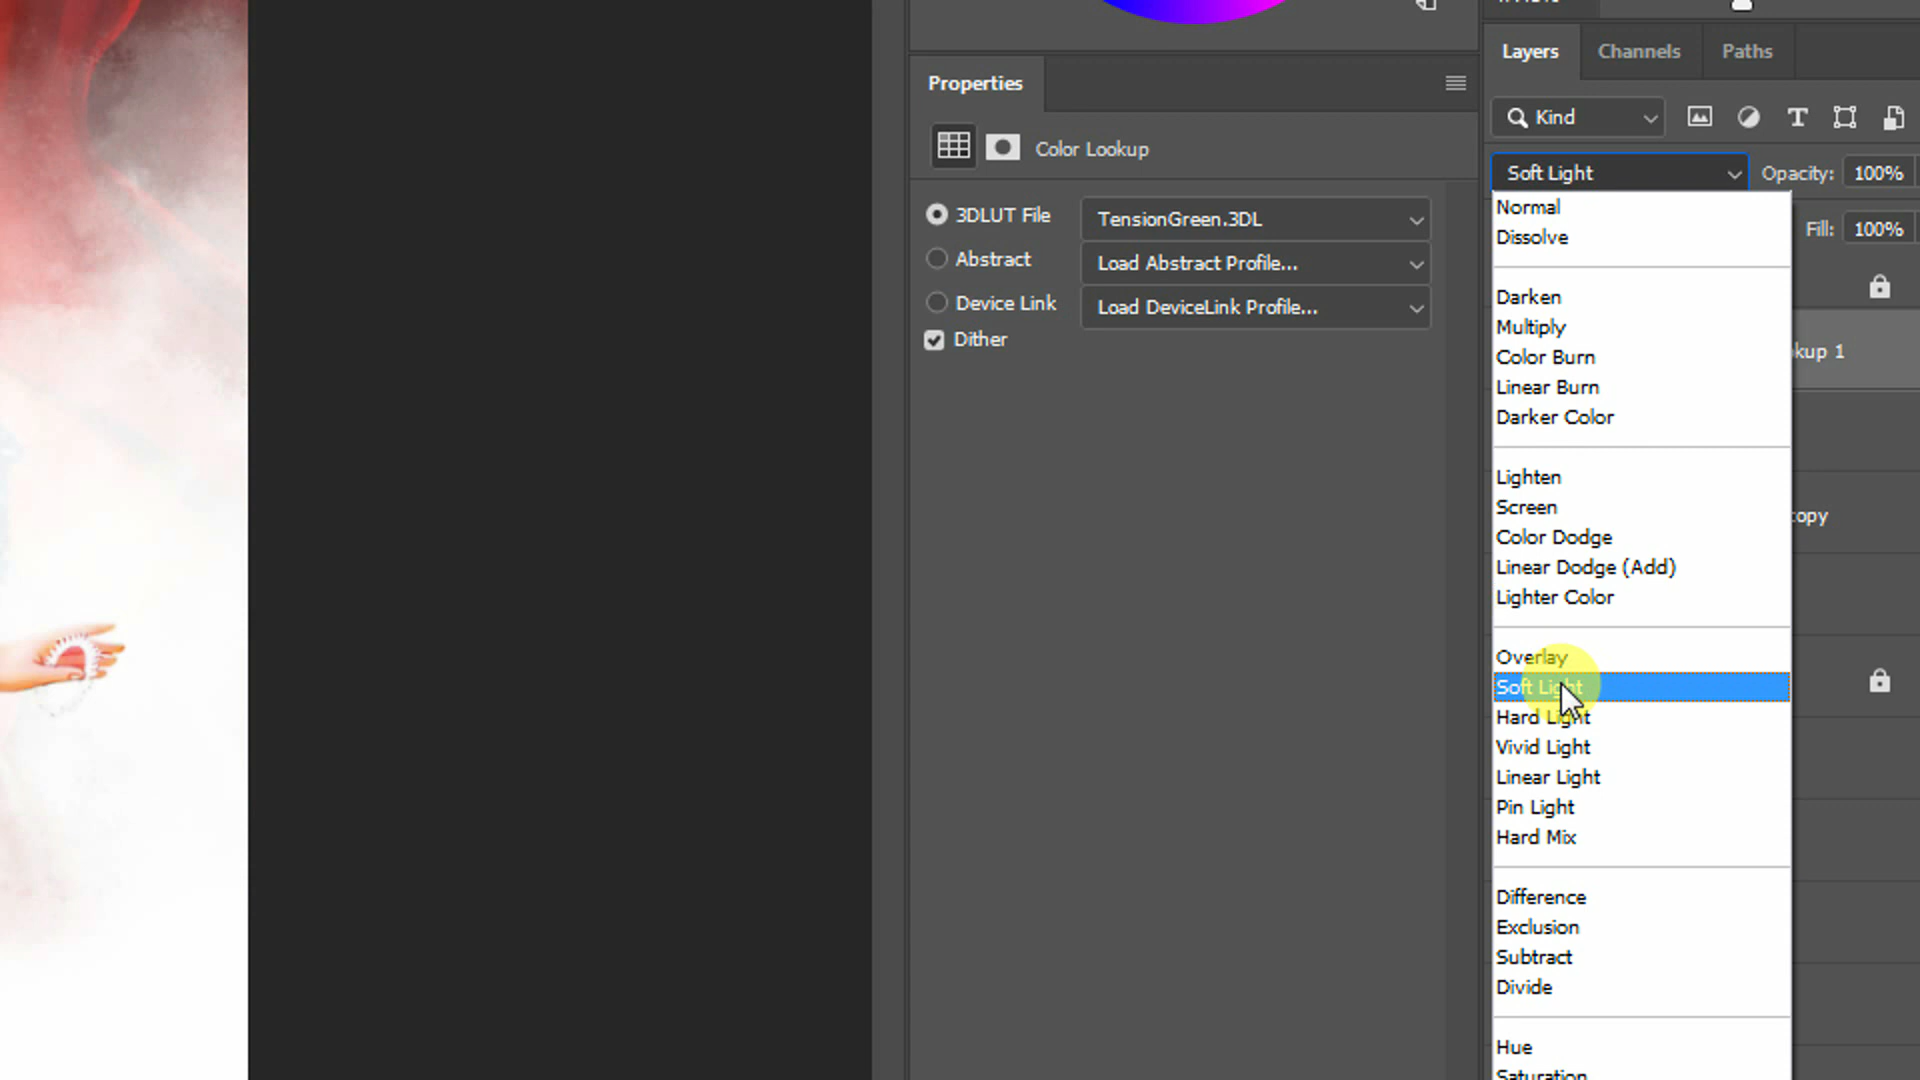 Properties
Color Lookup
3DLUT File
TensionGreen.3DL
Abstract
Load Abstract Profile...
Device Link
Load DeviceLink Profile...
Dither
Layers
Channels
Paths
Kind
Soft Light
Opacity:
100%
Fill:
100%
kup 1
copy
Normal
Dissolve
Darken
Multiply
Color Burn
Linear Burn
Darker Color
Lighten
Screen
Color Dodge
Linear Dodge (Add)
Lighter Color
Overlay
Soft Light
Hard Light
Vivid Light
Linear Light
Pin Light
Hard Mix
Difference
Exclusion
Subtract
Divide
Hue
Saturation